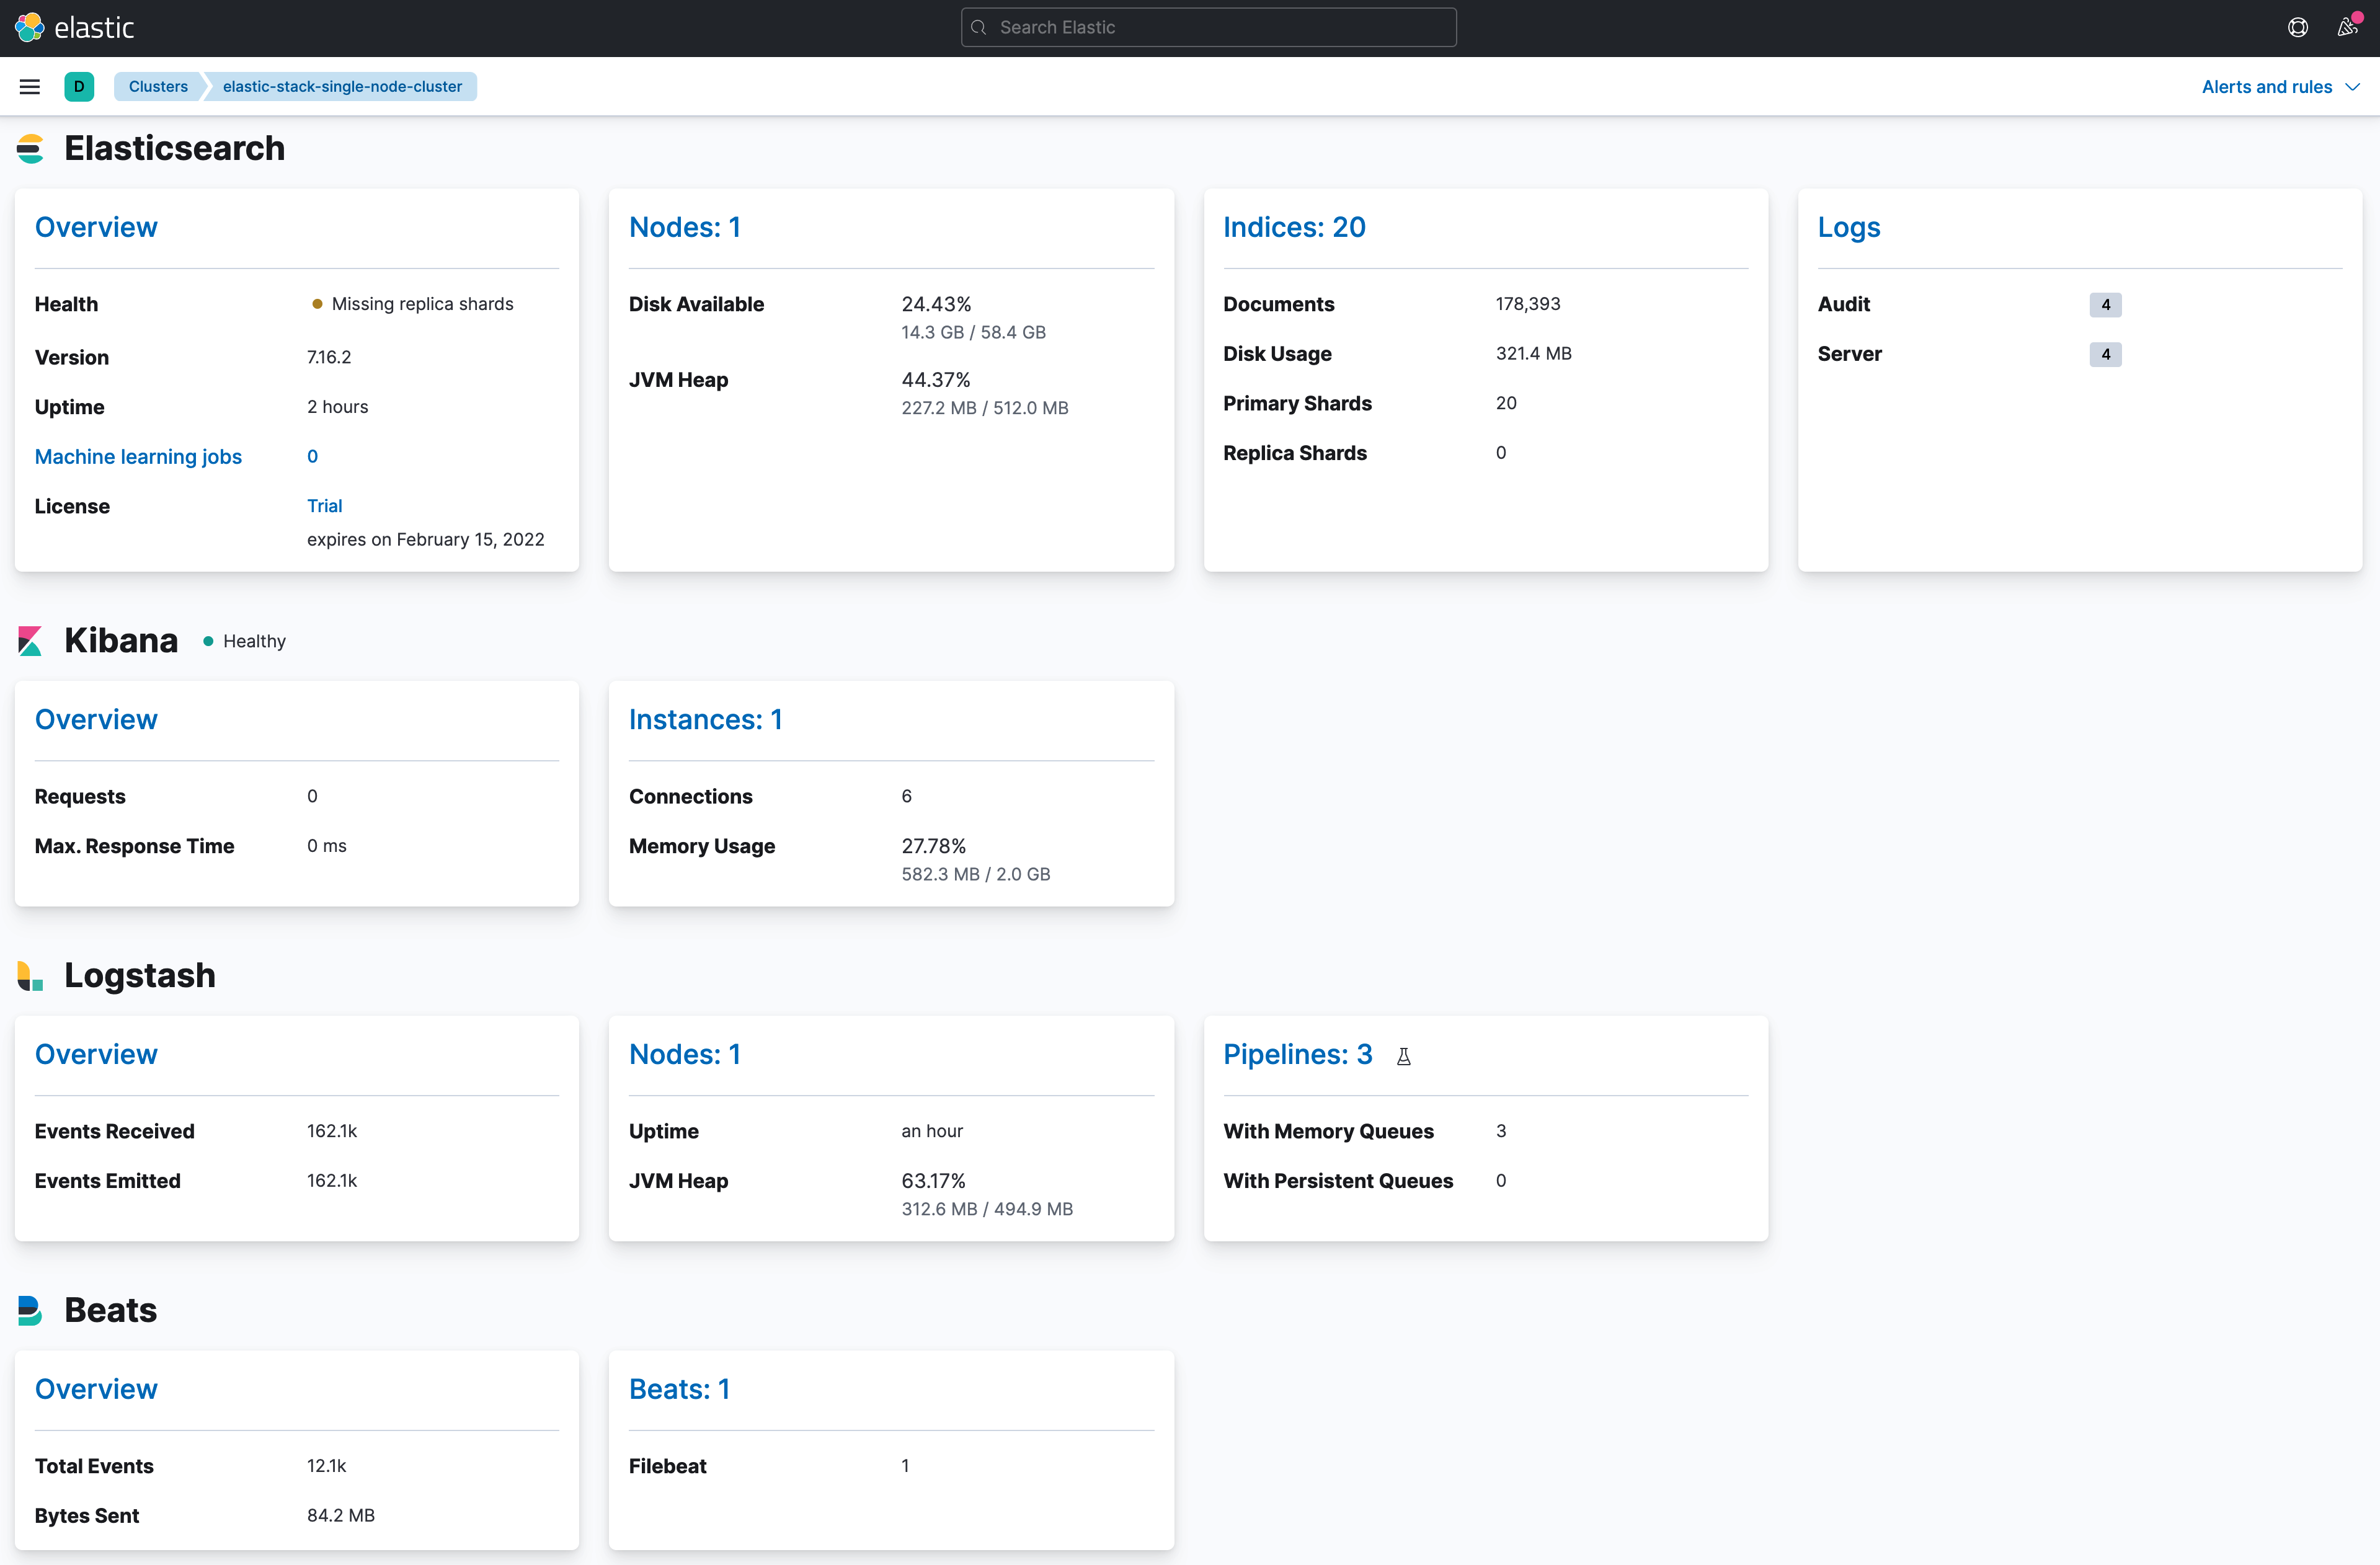 elastic
Search Elastic
D
Clusters
elastic-stack-single-node-cluster
Alerts and rules
Elasticsearch
Overview
Health
Missing replica shards
Version
7.16.2
Uptime
2 hours
Machine learning jobs
0
License
Trial
expires on February 15, 2022
Nodes: 1
Disk Available
24.43%
14.3 GB / 58.4 GB
JVM Heap
44.37%
227.2 MB / 512.0 MB
Indices: 20
Documents
178,393
Disk Usage
321.4 MB
Primary Shards
20
Replica Shards
0
Logs
Audit
4
Server
4
Kibana
Healthy
Overview
Requests
0
Max. Response Time
0 ms
Instances: 1
Connections
6
Memory Usage
27.78%
582.3 MB / 2.0 GB
Logstash
Overview
Events Received
162.1k
Events Emitted
162.1k
Nodes: 1
Uptime
an hour
JVM Heap
63.17%
312.6 MB / 494.9 MB
Pipelines: 3
With Memory Queues
3
With Persistent Queues
0
Beats
Overview
Total Events
12.1k
Bytes Sent
84.2 MB
Beats: 1
Filebeat
1